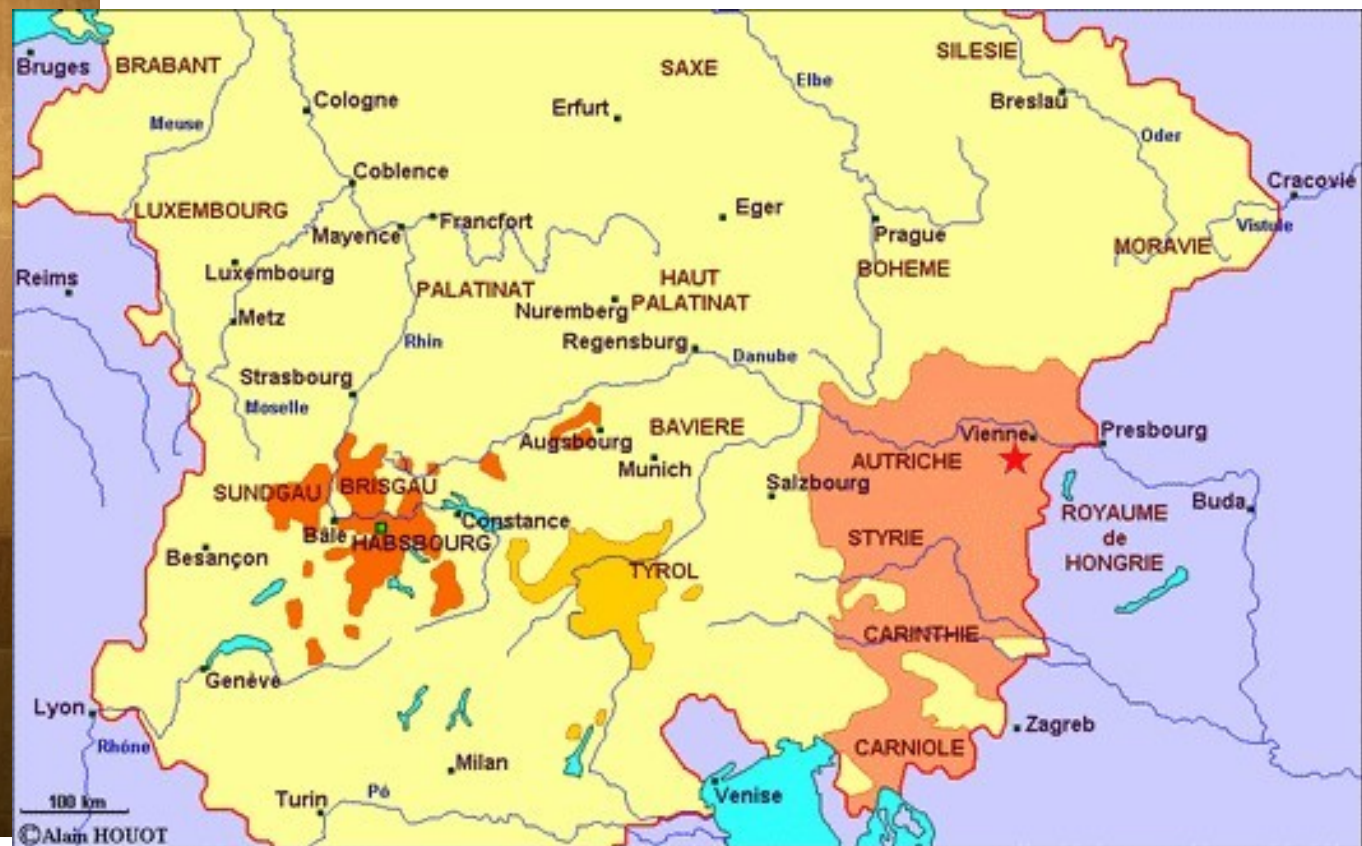 Bruges
BRABANT
SAXE
SILESIE
Elbe
Cologne
Erfurt
Breslau
Meuse
Oder
Coblence
Cracovie
LUXEMBOURG
Eger
Francfort
Mayence
Prague
Vistule
MORAVIE
Luxembourg
BOHEME
Reims
PALATINAT
HAUT
PALATINAT
Nuremberg
Metz
Rhin
Regensburg
Danube
Strasbourg
Moselle
Augsbourg
BAVIERE
Vienne
Presbourg
Munich
AUTRICHE
Salzbourg
SUNDGAU
BRISGAU
Buda
ROYAUME
de
HONGRIE
Constance
Bâle
HABSBOURG
STYRIE
Besançon
TYROL
CARINTHIE
Genève
Lyon
Zagreb
Rhône
CARNIOLE
Milan
Venise
Pô
Turin
100 km
©Alain HOUOT